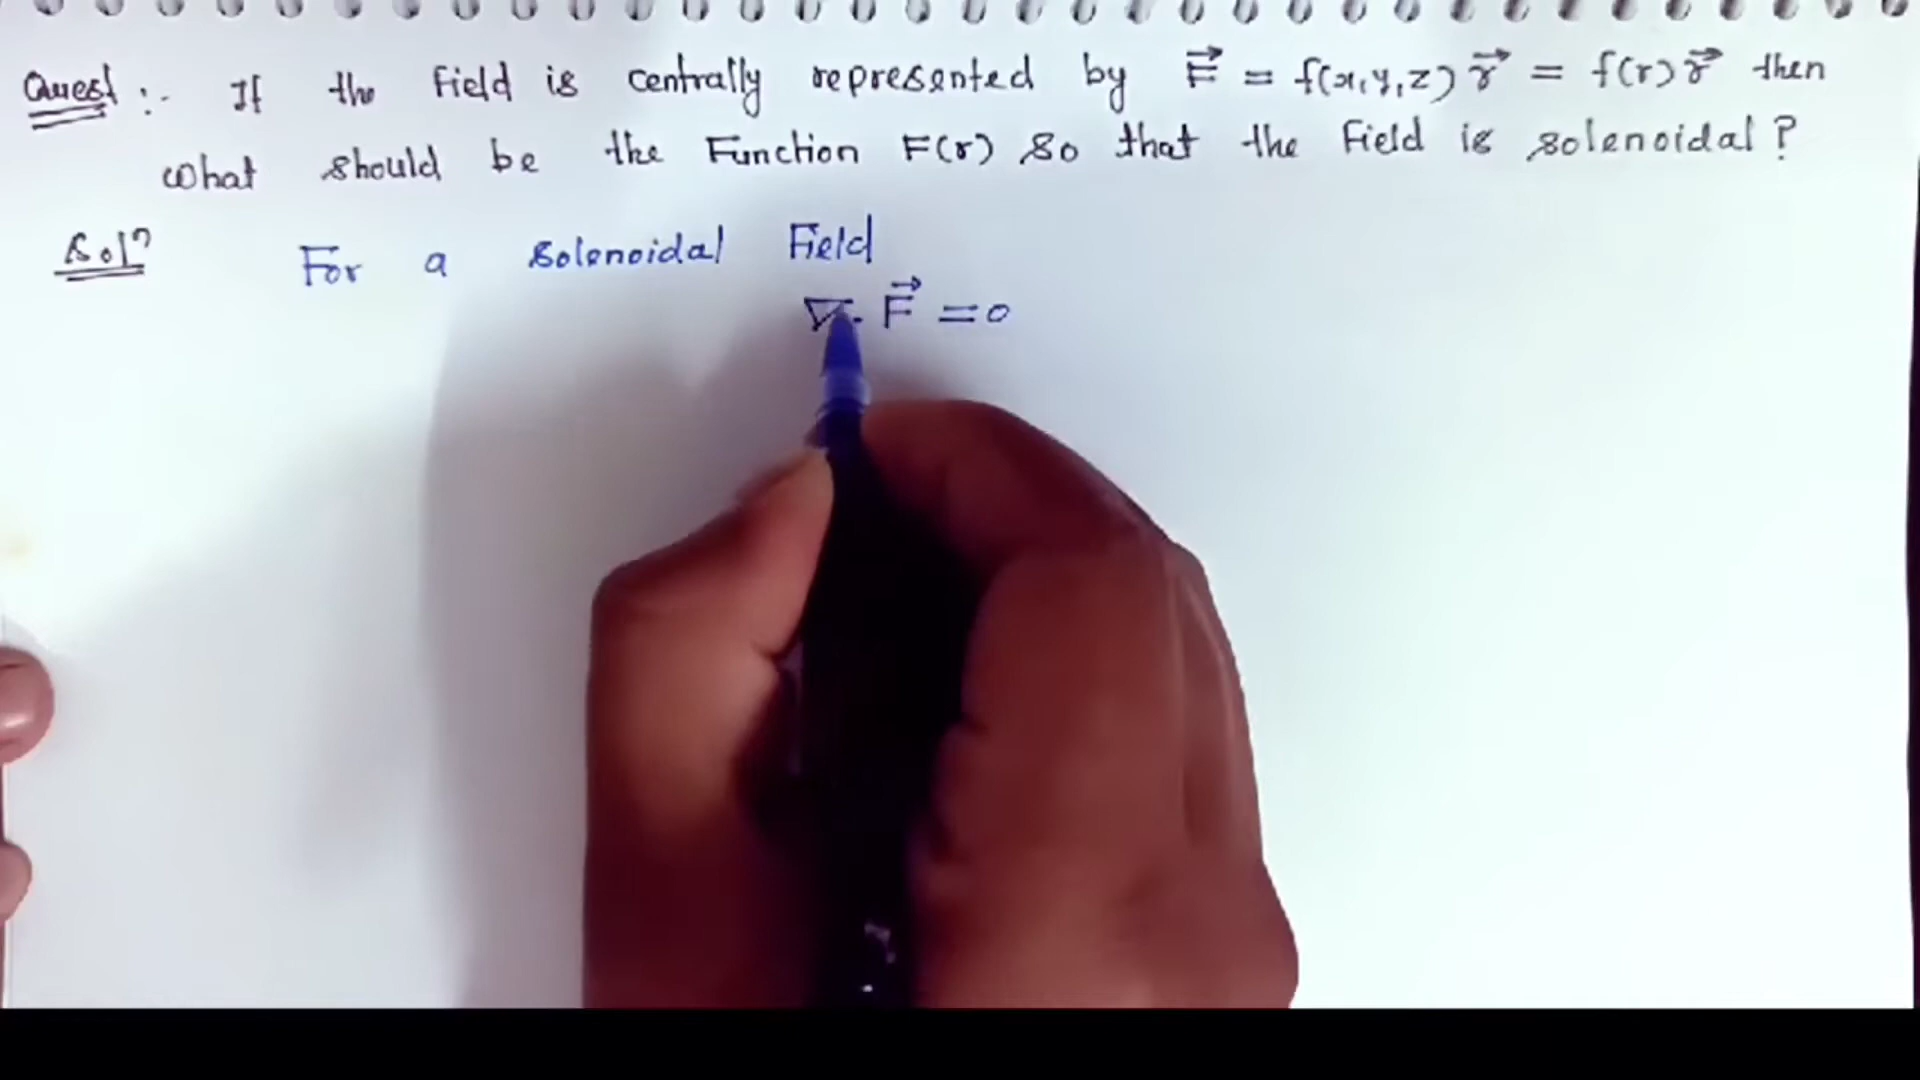 Quest :- If the Field is centrally represented by F⃗ = f(x,y,z) r⃗ = f(r) r⃗ then
what should be the Function F(r) so that the Field is solenoidal?
Solⁿ For a solenoidal Field
∇. F⃗ = 0